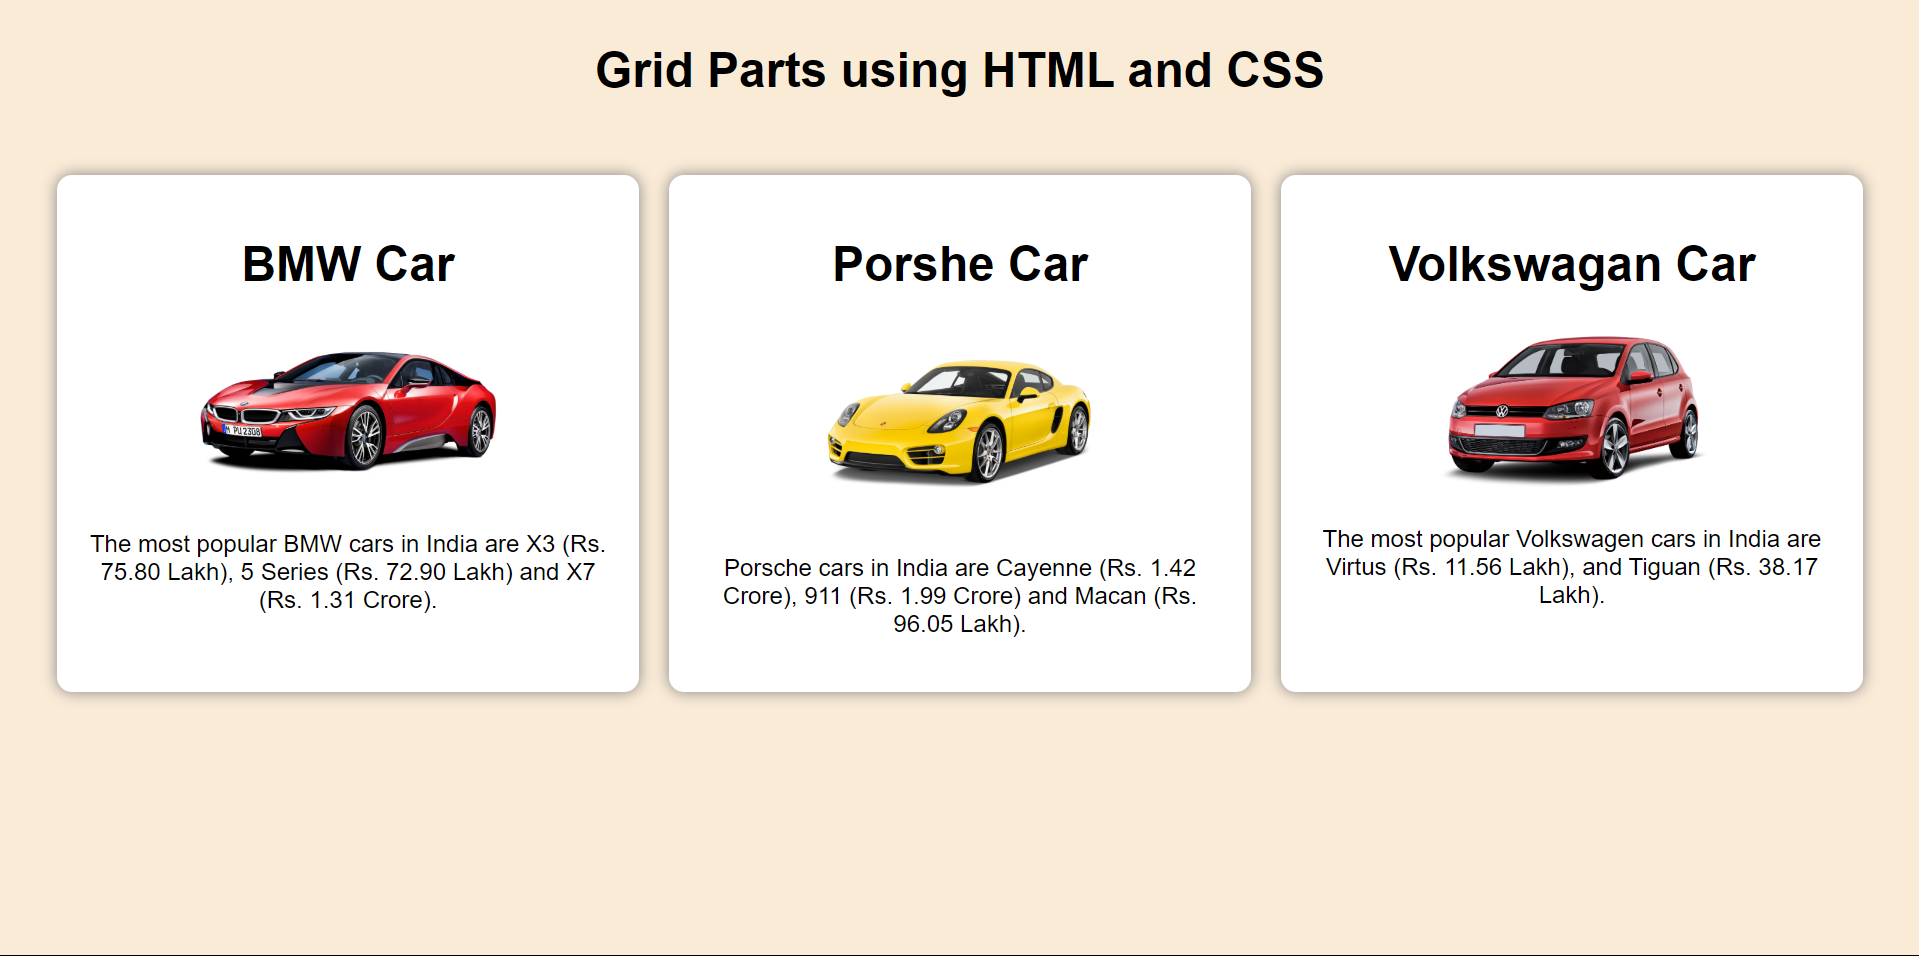 Grid Parts using HTML and CSS
BMW Car
M PU 2308
The most popular BMW cars in India are X3 (Rs.
75.80 Lakh), 5 Series (Rs. 72.90 Lakh) and X7
(Rs. 1.31 Crore).
Porshe Car
Porsche cars in India are Cayenne (Rs. 1.42
Crore), 911 (Rs. 1.99 Crore) and Macan (Rs.
96.05 Lakh).
Volkswagan Car
The most popular Volkswagen cars in India are
Virtus (Rs. 11.56 Lakh), and Tiguan (Rs. 38.17
Lakh).